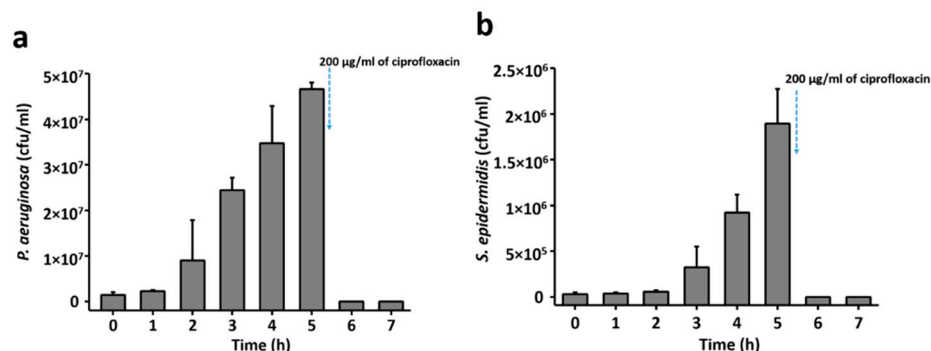 a
200 µg/ml of ciprofloxacin
P. aeruginosa (cfu/ml)
5×10⁷
4×10⁷
3×10⁷
2×10⁷
1×10⁷
0
0 1 2 3 4 5 6 7
Time (h)
b
200 µg/ml of ciprofloxacin
S. epidermidis (cfu/ml)
2.5×10⁶
2×10⁶
1.5×10⁶
1×10⁶
5×10⁵
0
0 1 2 3 4 5 6 7
Time (h)